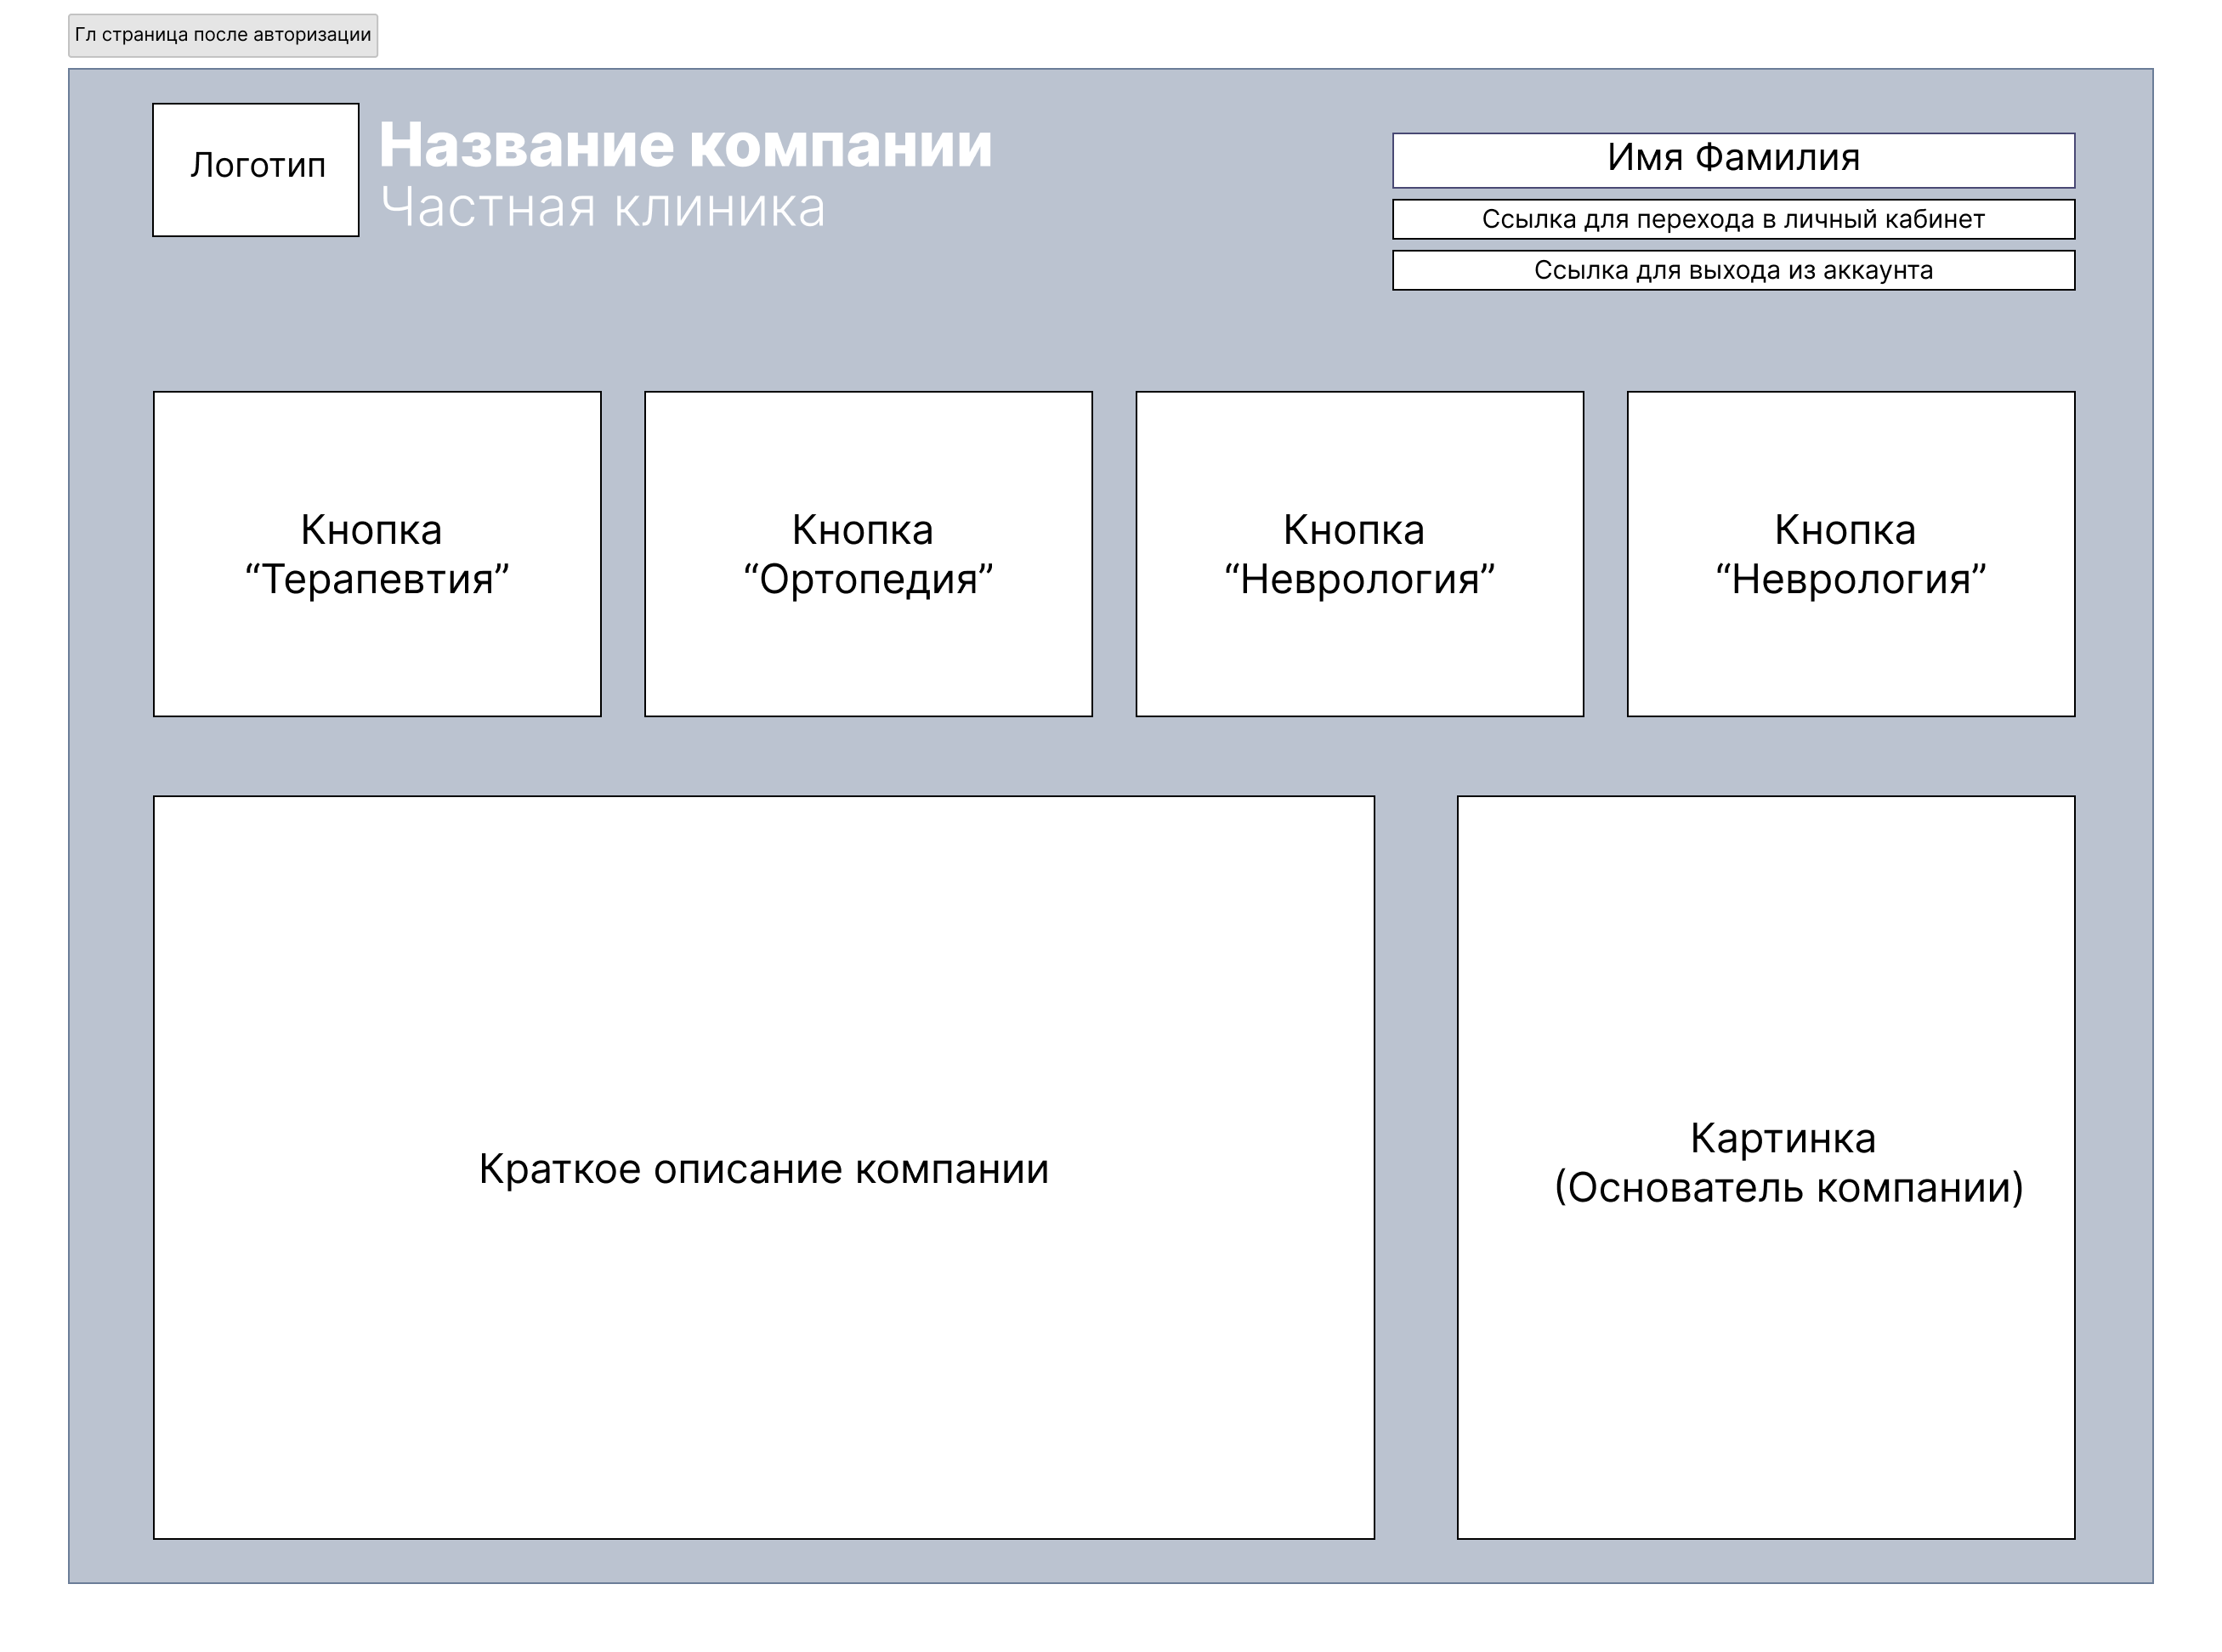 Гл страница после авторизации
Логотип
Название компании
Частная клиника
Имя Фамилия
Ссылка для перехода в личный кабинет
Ссылка для выхода из аккаунта
Кнопка
“Терапевтия”
Кнопка
“Ортопедия”
Кнопка
“Неврология”
Кнопка
“Неврология”
Краткое описание компании
Картинка
(Основатель компании)